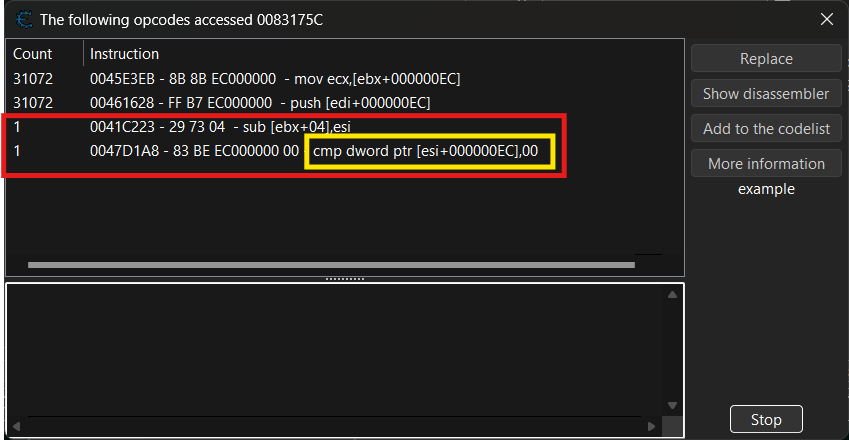 The following opcodes accessed 0083175C
Count Instruction
31072 0045E3EB - 8B 8B EC000000 - mov ecx,[ebx+000000EC]
31072 00461628 - FF B7 EC000000 - push [edi+000000EC]
1 0041C223 - 29 73 04 - sub [ebx+04],esi
1 0047D1A8 - 83 BE EC000000 00 - cmp dword ptr [esi+000000EC],00
Replace
Show disassembler
Add to the codelist
More information
example
Stop